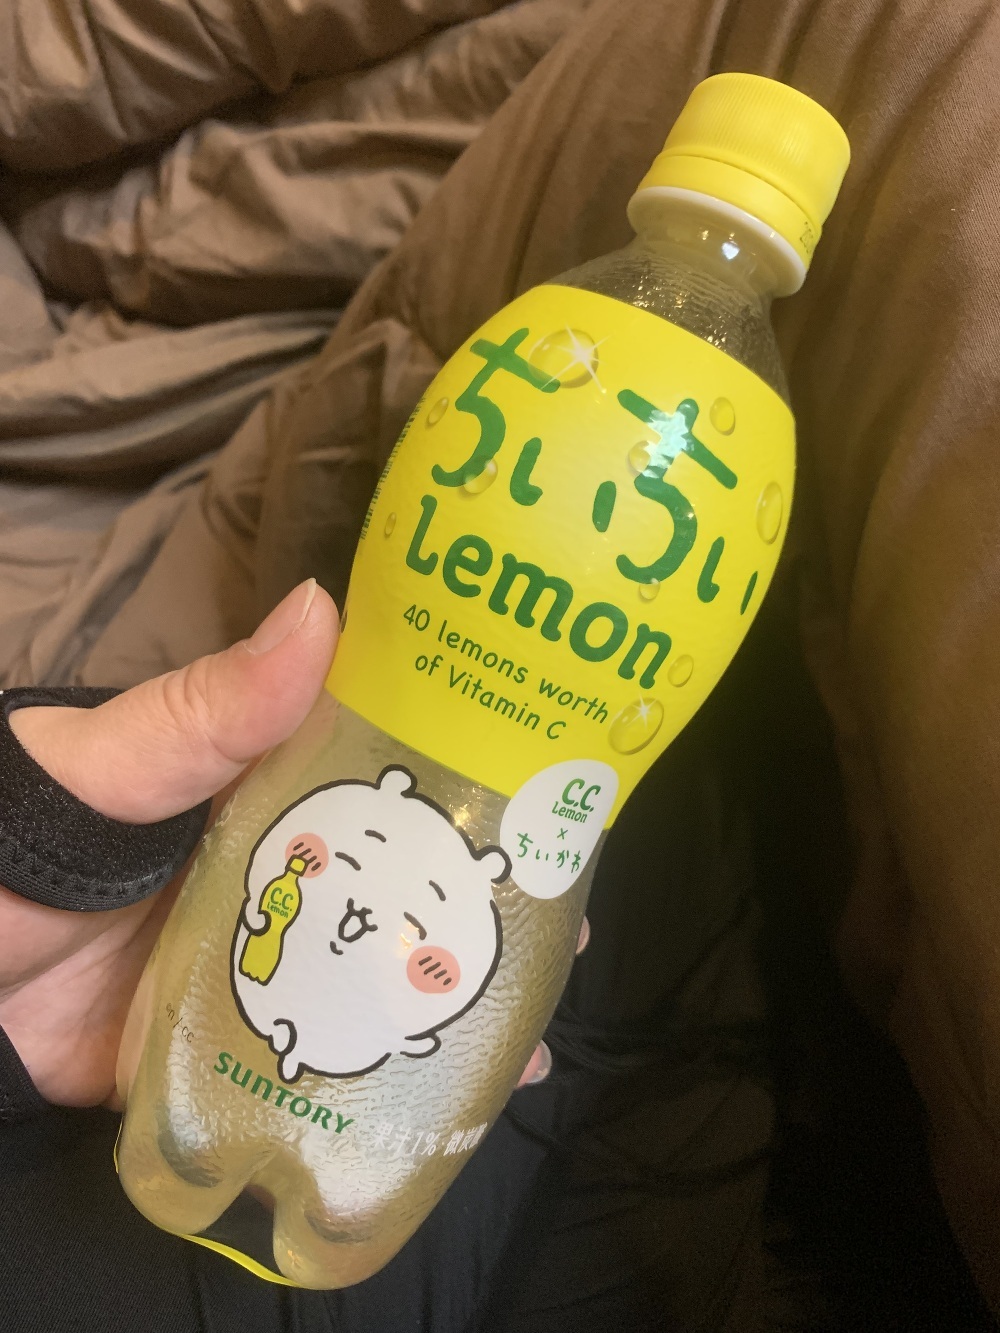 ちいちい
Lemon
40 lemons worth
of Vitamin C
C.C.
Lemon
x
ちいかわ
C.C.
Lemon
SUNTORY
果汁1% 微炭